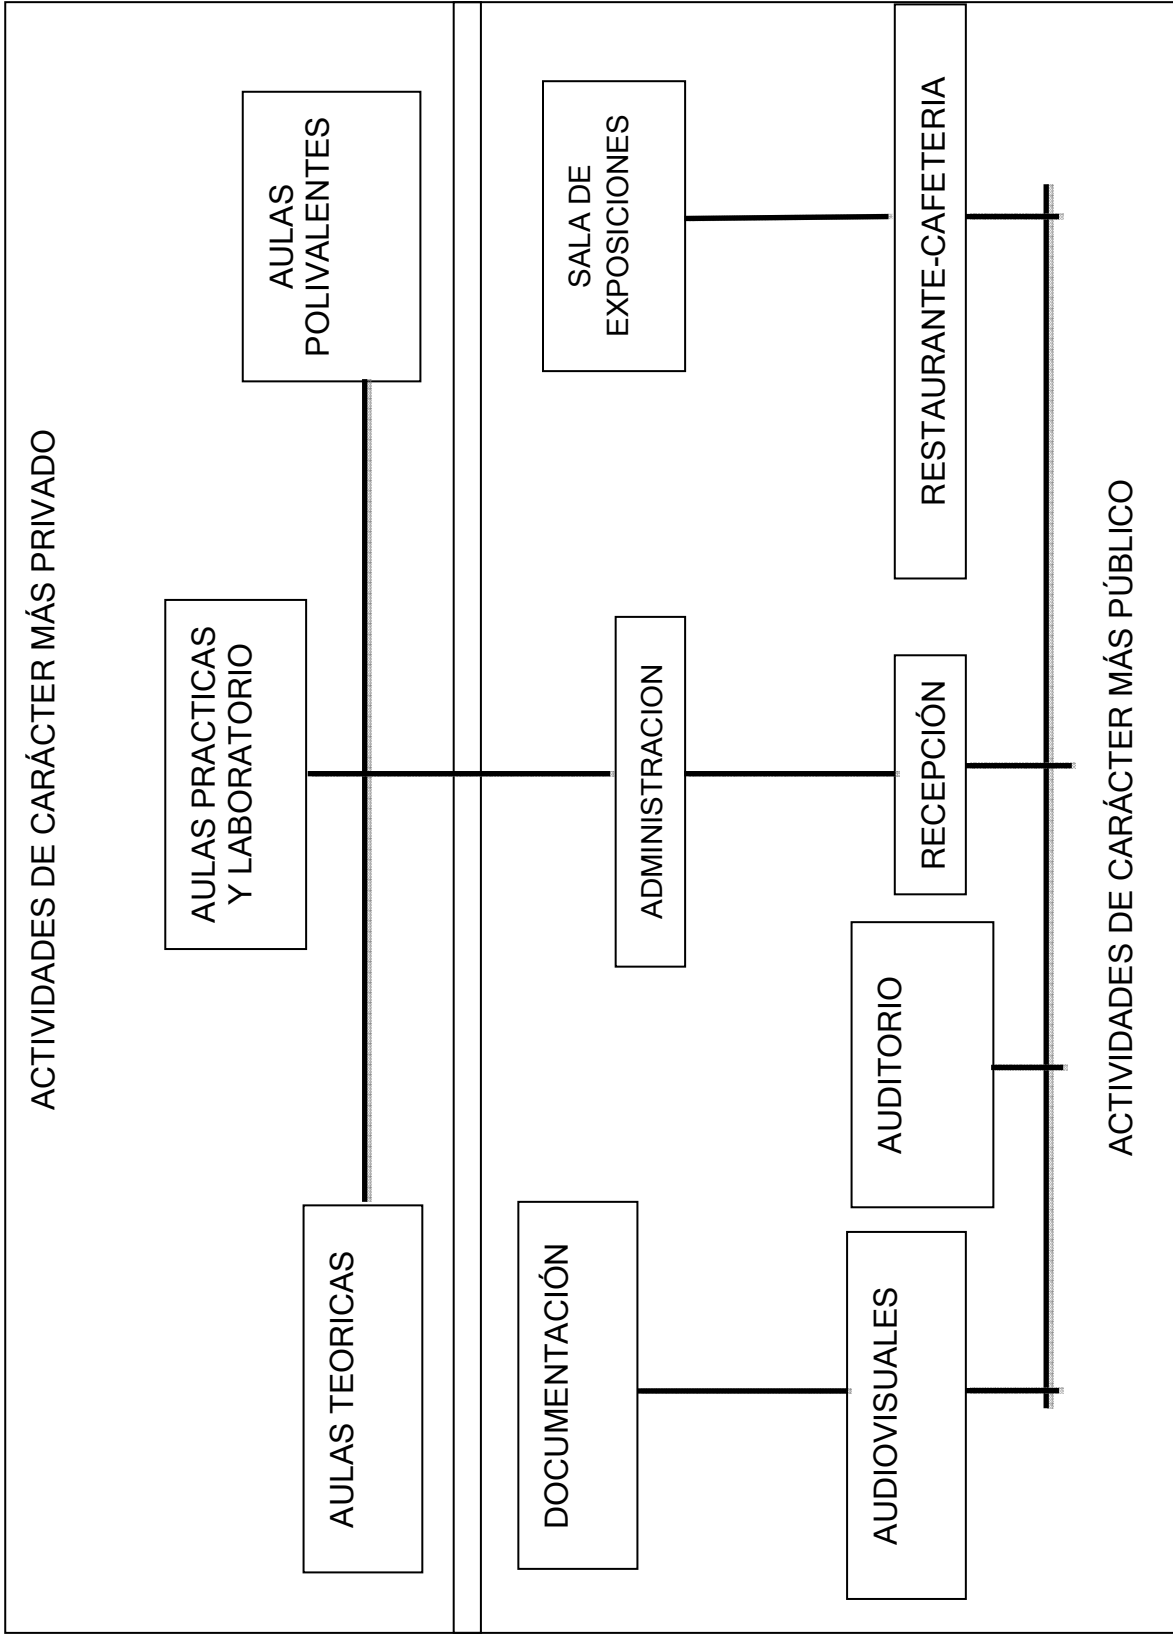 ACTIVIDADES DE CARÁCTER MÁS PRIVADO
AULAS PRACTICAS
Y LABORATORIO
AULAS
POLIVALENTES
AULAS TEORICAS
DOCUMENTACIÓN
ADMINISTRACION
SALA DE
EXPOSICIONES
AUDIOVISUALES
AUDITORIO
RECEPCIÓN
RESTAURANTE-CAFETERIA
ACTIVIDADES DE CARÁCTER MÁS PÚBLICO